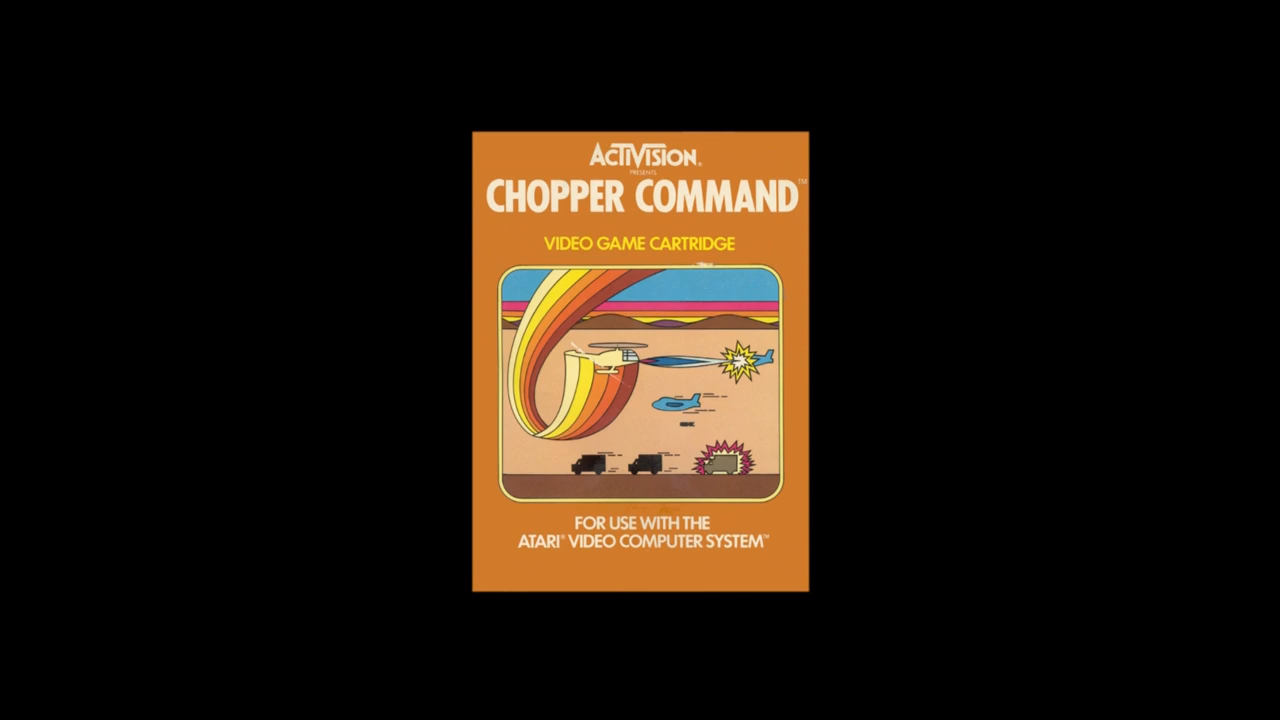 ACTIVISION®
PRESENTS
CHOPPER COMMAND™
VIDEO GAME CARTRIDGE
FOR USE WITH THE
ATARI® VIDEO COMPUTER SYSTEM™